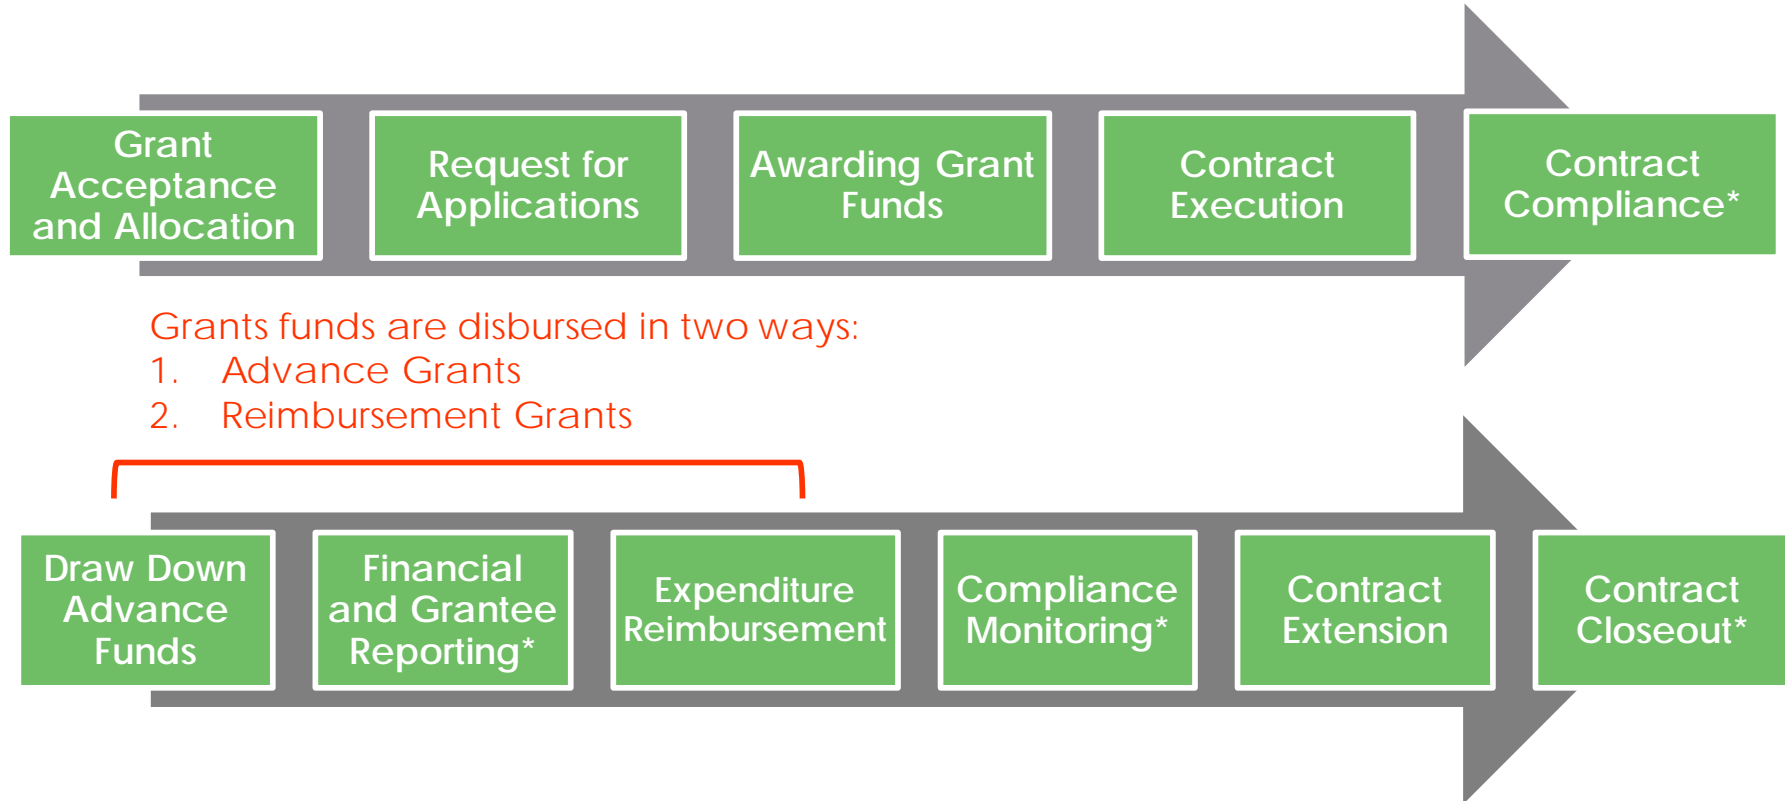 Grant
Acceptance
and Allocation
Request for
Applications
Awarding Grant
Funds
Contract
Execution
Contract
Compliance*
Grants funds are disbursed in two ways:
1. Advance Grants
2. Reimbursement Grants
Draw Down
Advance
Funds
Financial
and Grantee
Reporting*
Expenditure
Reimbursement
Compliance
Monitoring*
Contract
Extension
Contract
Closeout*